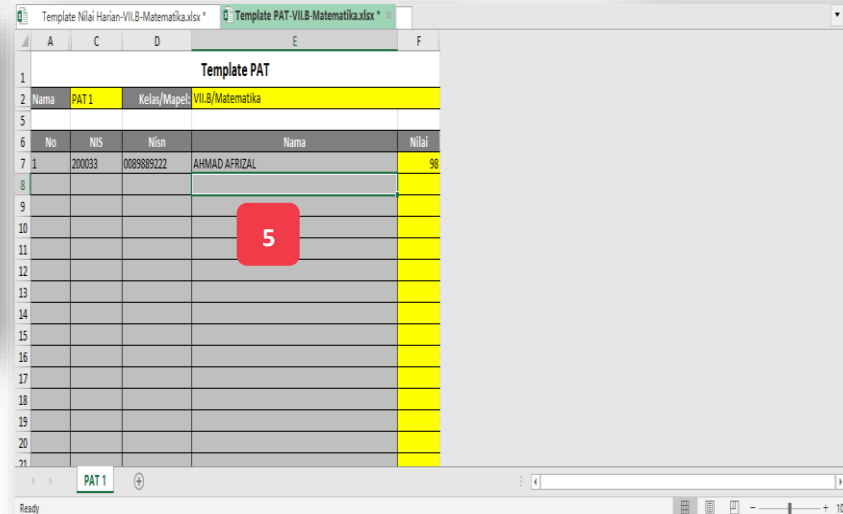 Template Nilai Harian-VII.B-Matematika.xlsx * Template PAT-VII.B-Matematika.xlsx * ×
A C D E F
1 Template PAT
2 Nama PAT 1 Kelas/Mapel: VII.B/Matematika
5
6 No NIS Nisn Nama Nilai
7 1 200033 0089889222 AHMAD AFRIZAL 98
8
9
10
5
11
12
13
14
15
16
17
18
19
20
21
PAT 1
Ready - + 10